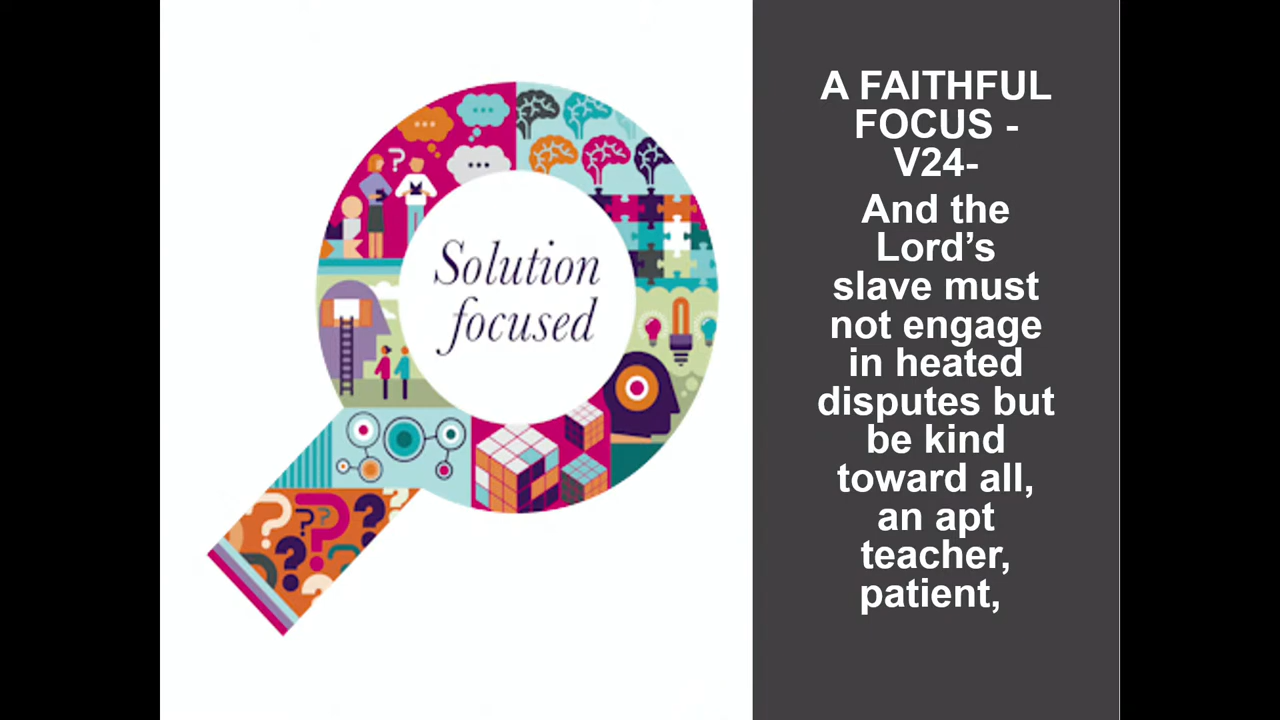 Solution
focused
A FAITHFUL
FOCUS -
V24-
And the
Lord’s
slave must
not engage
in heated
disputes but
be kind
toward all,
an apt
teacher,
patient,